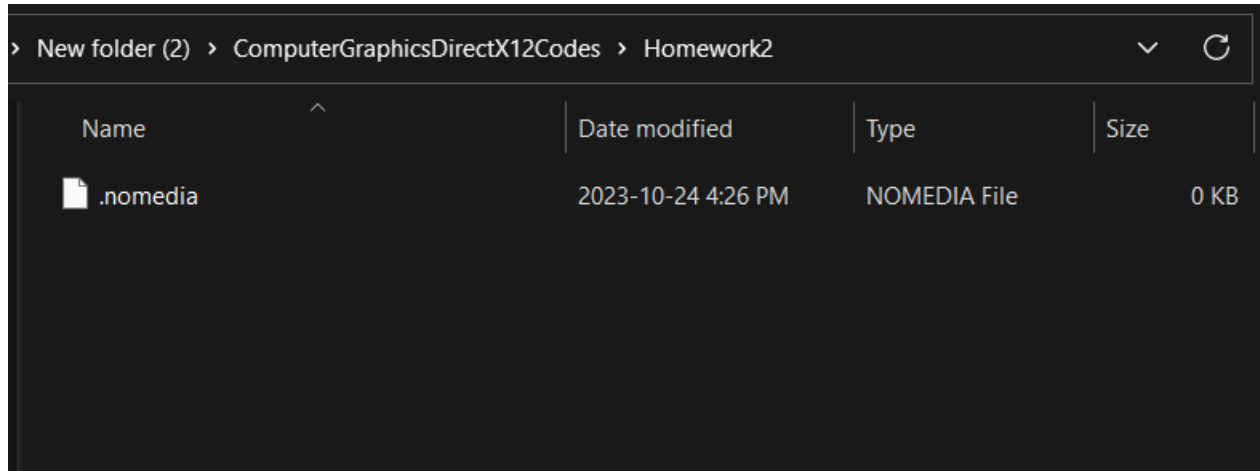 › New folder (2) › ComputerGraphicsDirectX12Codes › Homework2
Name Date modified Type Size
.nomedia 2023-10-24 4:26 PM NOMEDIA File 0 KB